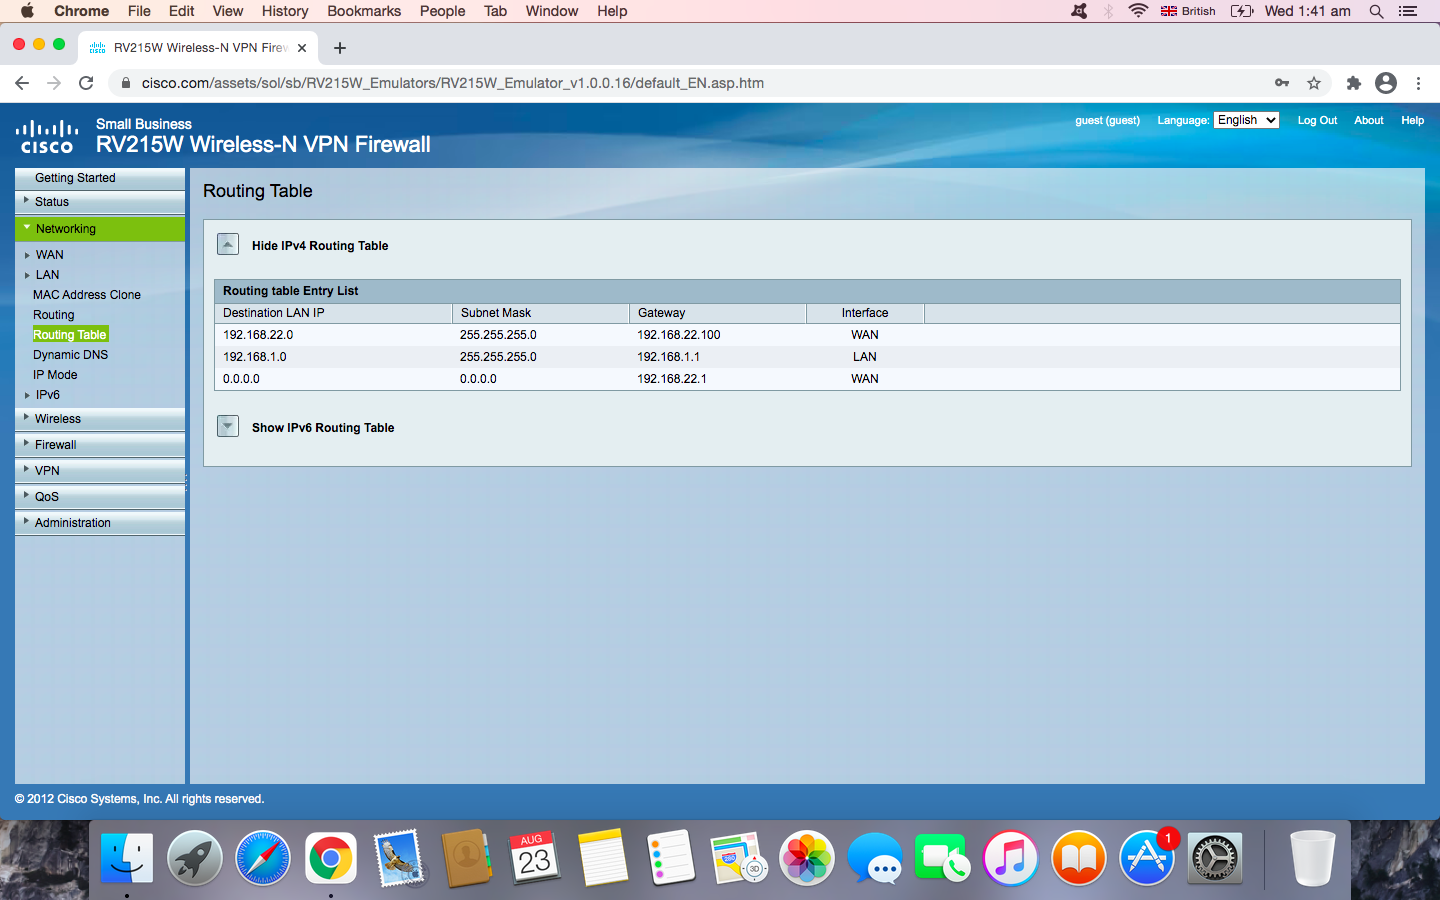 Chrome File Edit View History Bookmarks People Tab Window Help British Wed 1:41 am
CISCO RV215W Wireless-N VPN Firew
cisco.com/assets/sol/sb/RV215W_Emulators/RV215W_Emulator_v1.0.0.16/default_EN.asp.htm
CISCO
Small Business
RV215W Wireless-N VPN Firewall
guest (guest) Language: English Log Out About Help
Getting Started
Status
Networking
WAN
LAN
MAC Address Clone
Routing
Routing Table
Dynamic DNS
IP Mode
IPv6
Wireless
Firewall
VPN
QoS
Administration
Routing Table
Hide IPv4 Routing Table
Routing table Entry List
Destination LAN IP Subnet Mask Gateway Interface
192.168.22.0 255.255.255.0 192.168.22.100 WAN
192.168.1.0 255.255.255.0 192.168.1.1 LAN
0.0.0.0 0.0.0.0 192.168.22.1 WAN
Show IPv6 Routing Table
© 2012 Cisco Systems, Inc. All rights reserved.
AUG
23
280
3D
1